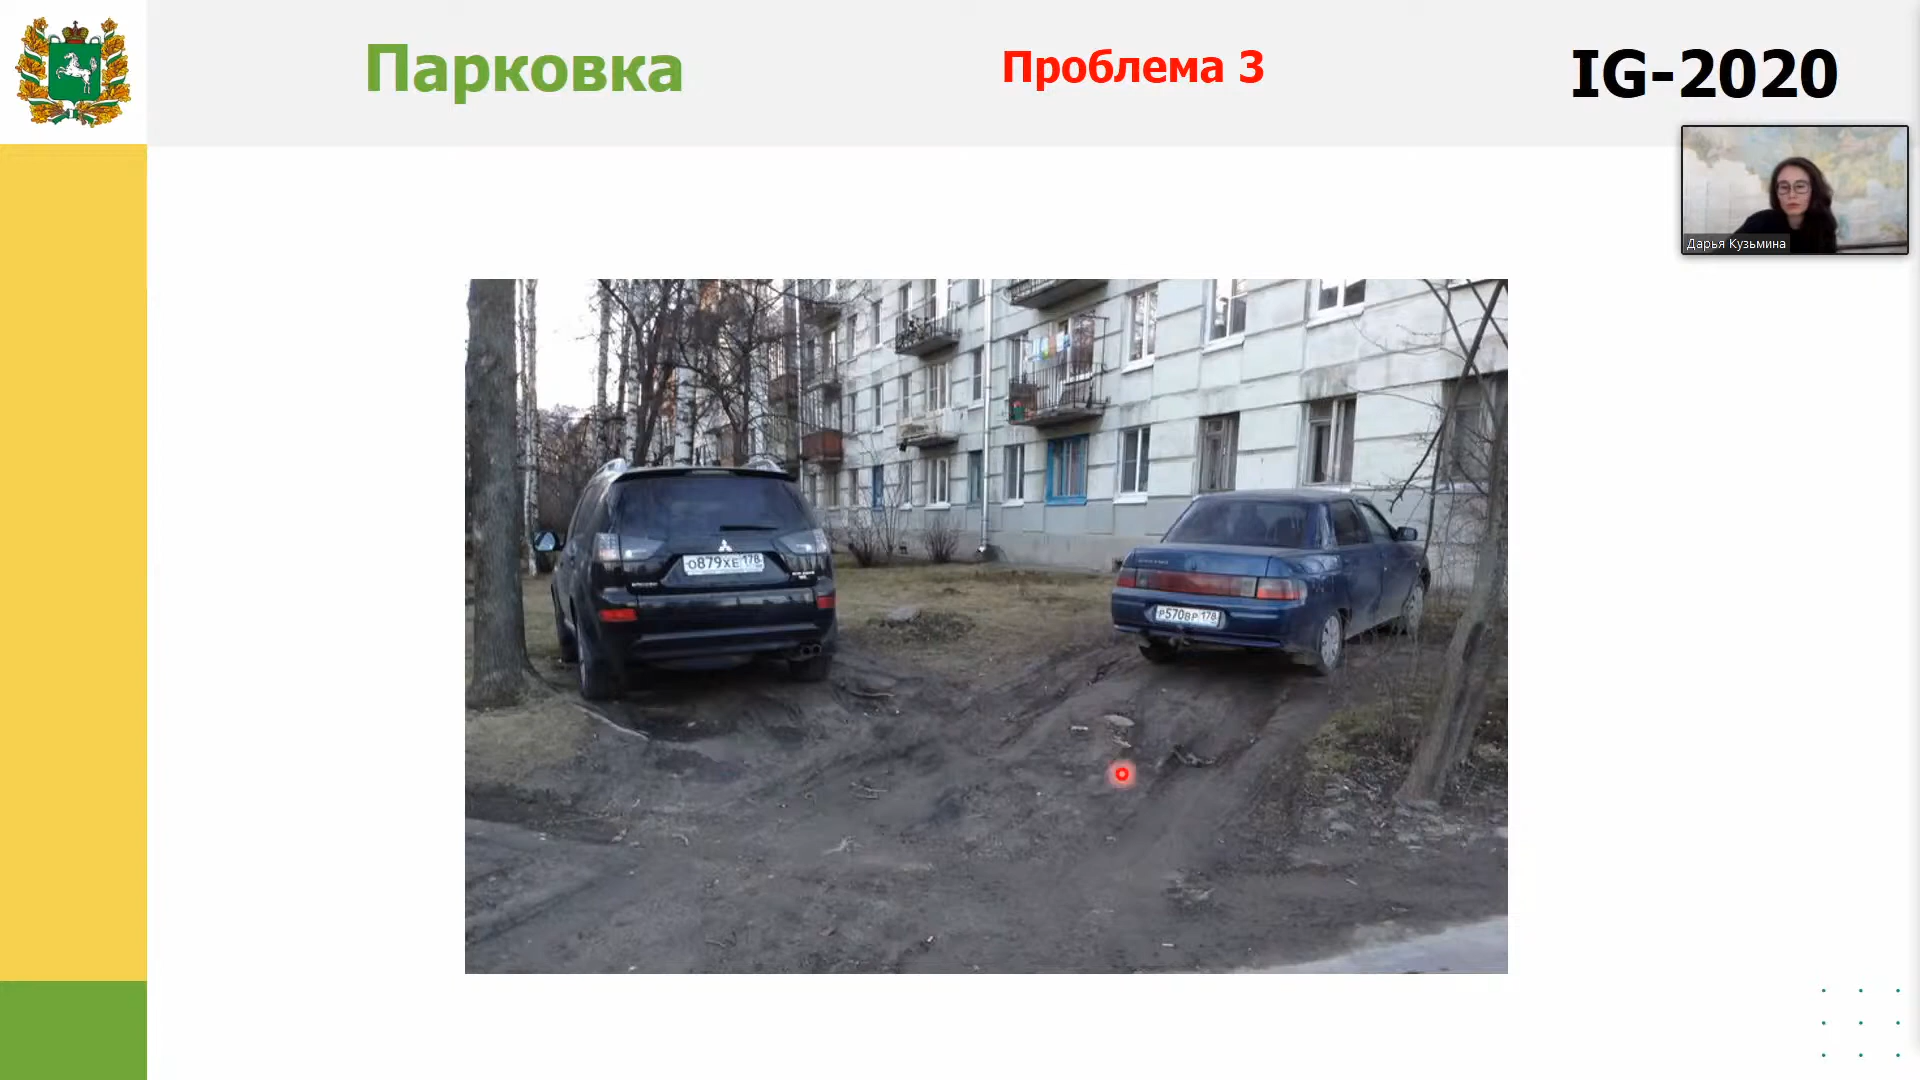 Парковка
Проблема 3
IG-2020
Дарья Кузьмина
О879ХЕ 178
Р570ВР 178